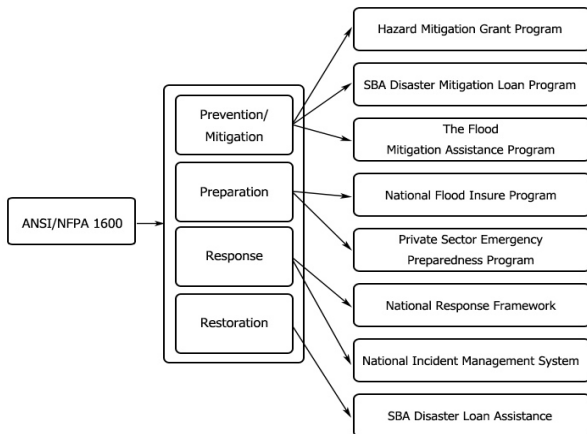 Hazard Mitigation Grant Program
SBA Disaster Mitigation Loan Program
Prevention/
Mitigation
The Flood
Mitigation Assistance Program
Preparation
National Flood Insure Program
ANSI/NFPA 1600
Private Sector Emergency
Preparedness Program
Response
National Response Framework
Restoration
National Incident Management System
SBA Disaster Loan Assistance